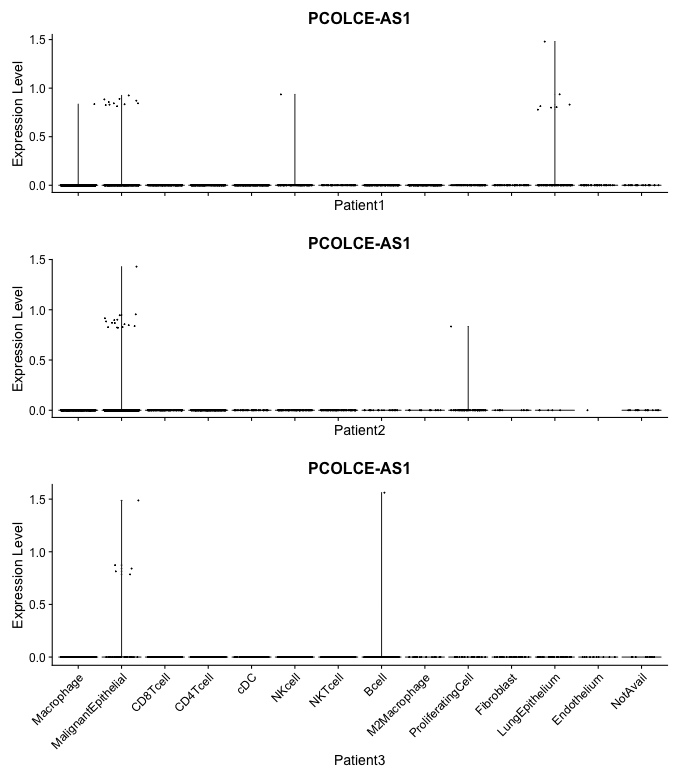 PCOLCE-AS1
1.5
1.0
0.5
0.0
Expression Level
Patient1
PCOLCE-AS1
1.5
1.0
0.5
0.0
Expression Level
Patient2
PCOLCE-AS1
1.5
1.0
0.5
0.0
Expression Level
Macrophage
MalignantEpithelial
CD8Tcell
CD4Tcell
cDC
NKcell
NKTcell
Bcell
M2Macrophage
ProliferatingCell
Fibroblast
LungEpithelium
Endothelium
NotAvail
Patient3